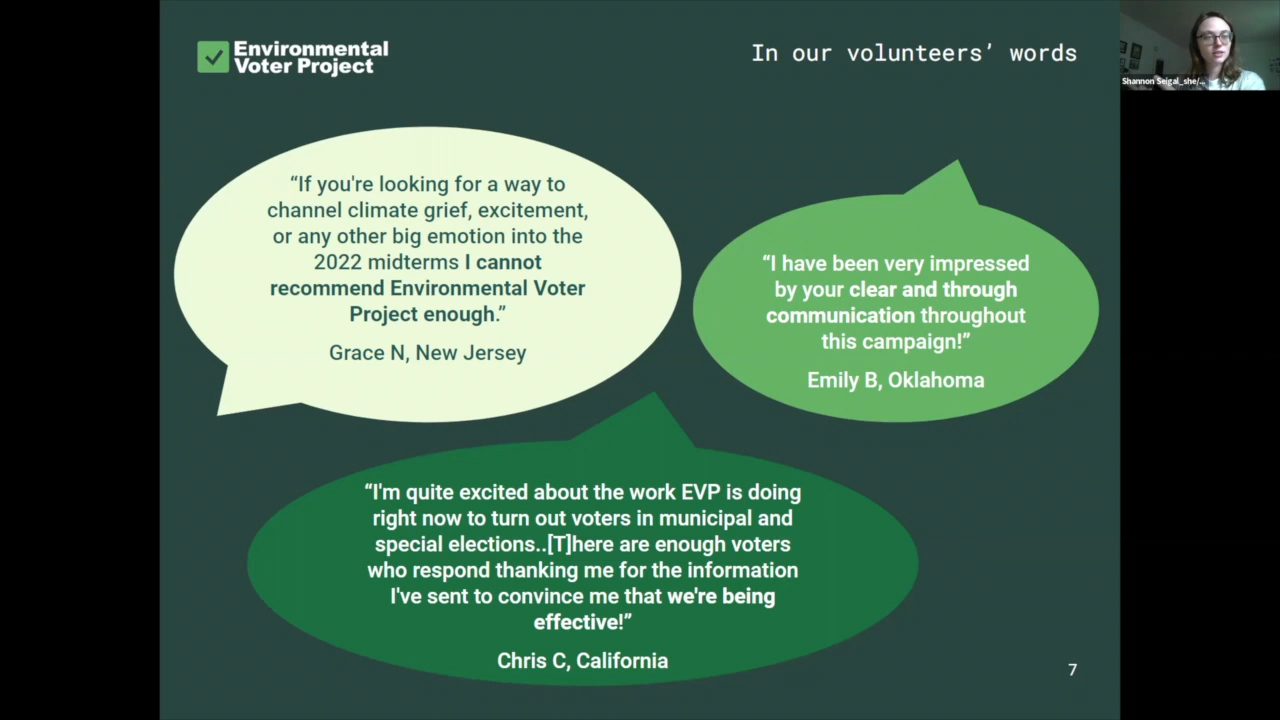 Environmental
Voter Project
In our volunteers’ words
Shannon Seigal_she/...
“If you're looking for a way to
channel climate grief, excitement,
or any other big emotion into the
2022 midterms I cannot
recommend Environmental Voter
Project enough.”
Grace N, New Jersey
“I have been very impressed
by your clear and through
communication throughout
this campaign!”
Emily B, Oklahoma
“I'm quite excited about the work EVP is doing
right now to turn out voters in municipal and
special elections..[T]here are enough voters
who respond thanking me for the information
I've sent to convince me that we're being
effective!”
Chris C, California
7